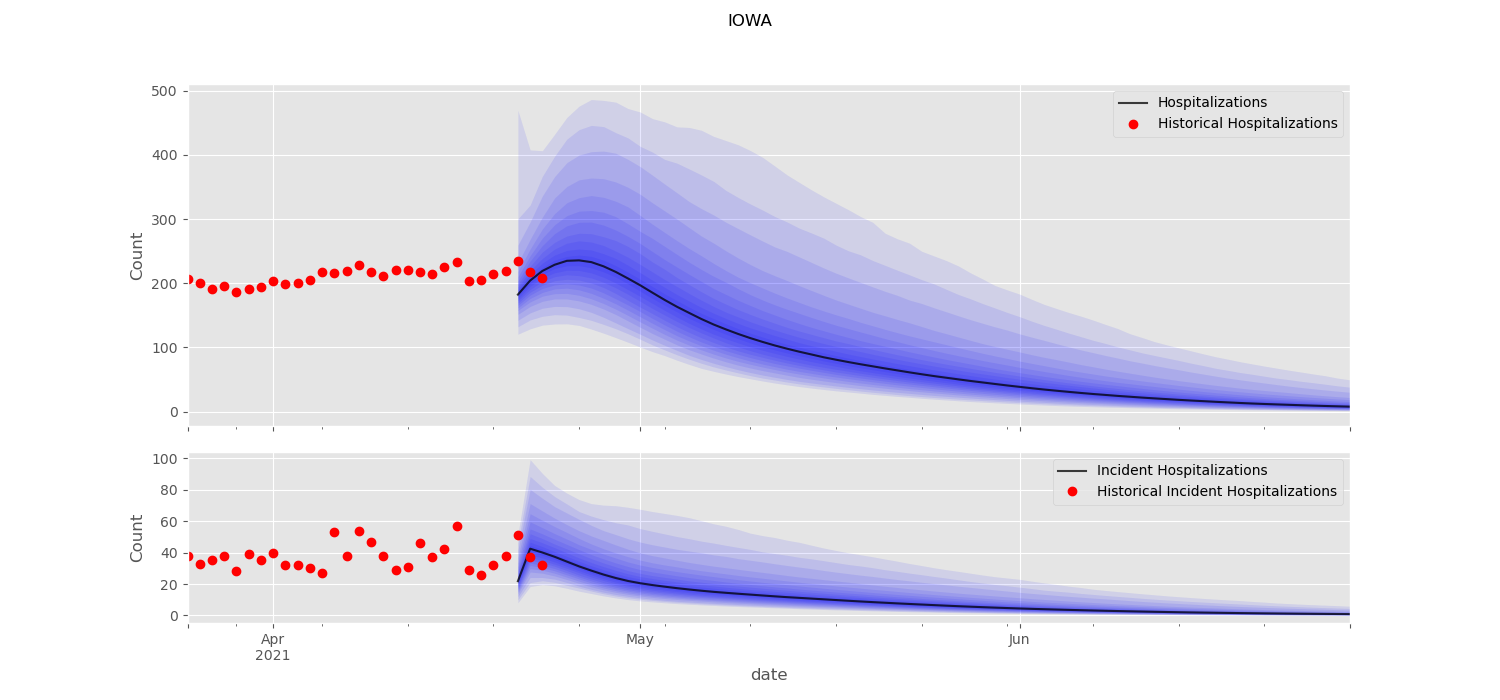 IOWA
500
400
300
200
100
0
Count
Hospitalizations
Historical Hospitalizations
100
80
60
40
20
0
Count
Incident Hospitalizations
Historical Incident Hospitalizations
Apr
2021
May
Jun
date